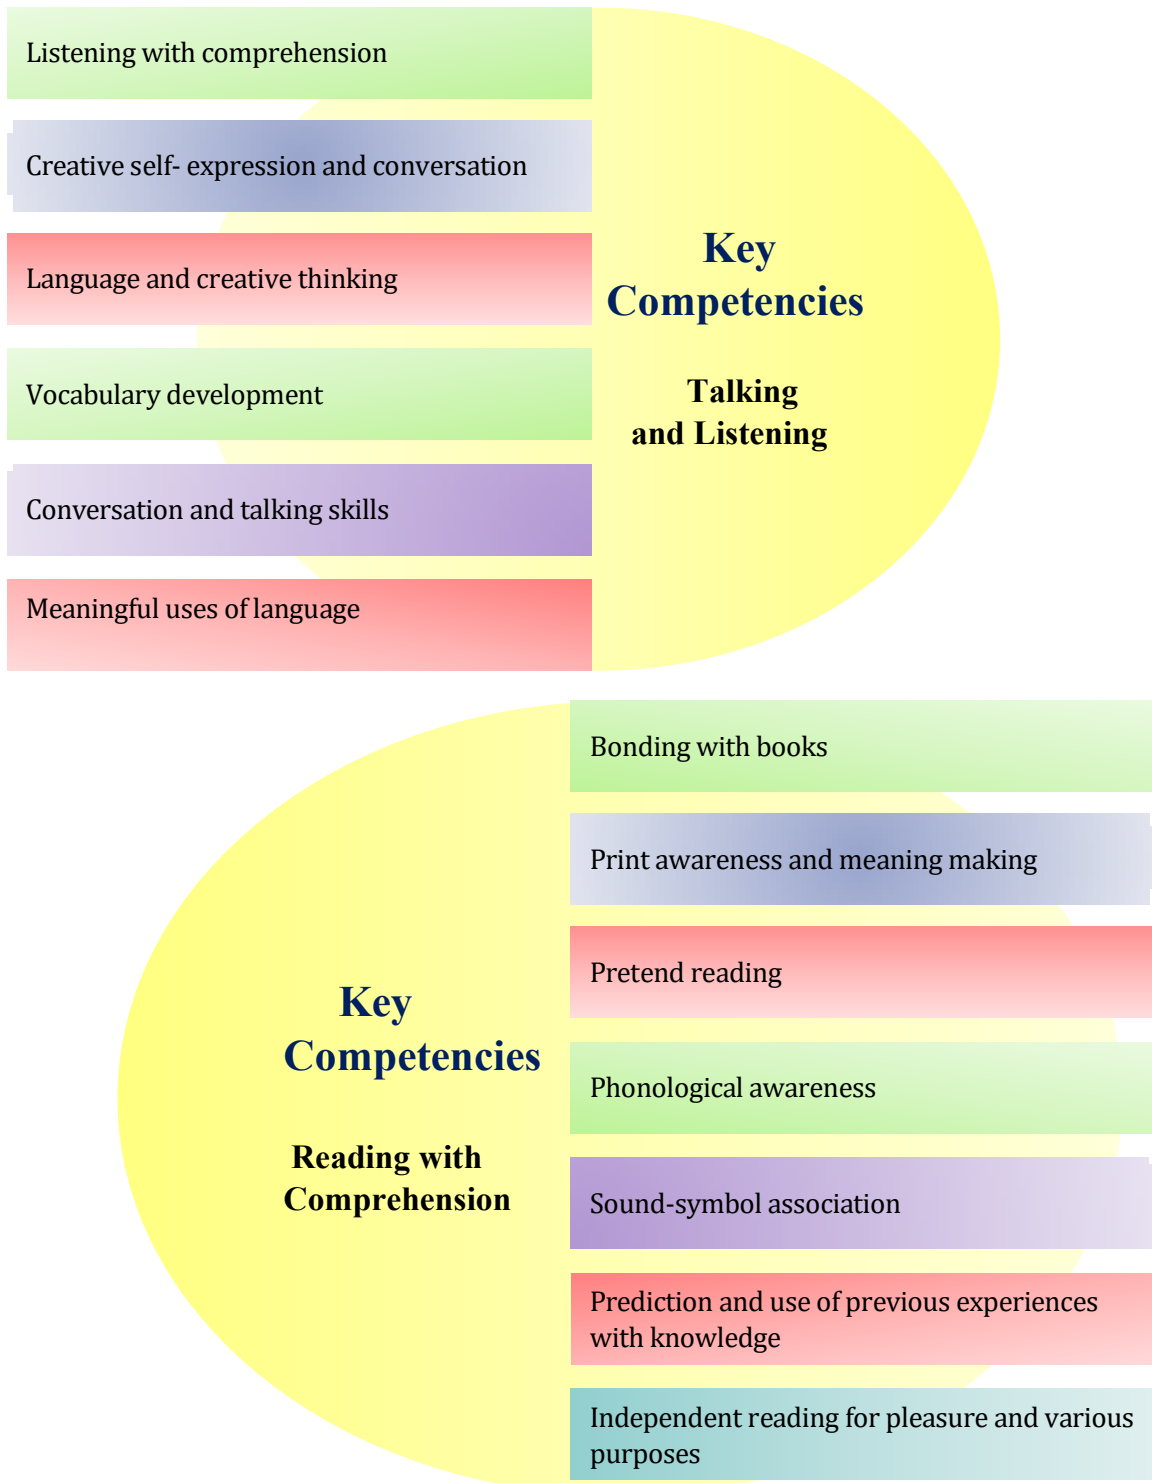 Listening with comprehension
Creative self- expression and conversation
Language and creative thinking
Vocabulary development
Conversation and talking skills
Meaningful uses of language
Key
Competencies
Talking
and Listening
Key
Competencies
Reading with
Comprehension
Bonding with books
Print awareness and meaning making
Pretend reading
Phonological awareness
Sound-symbol association
Prediction and use of previous experiences
with knowledge
Independent reading for pleasure and various
purposes